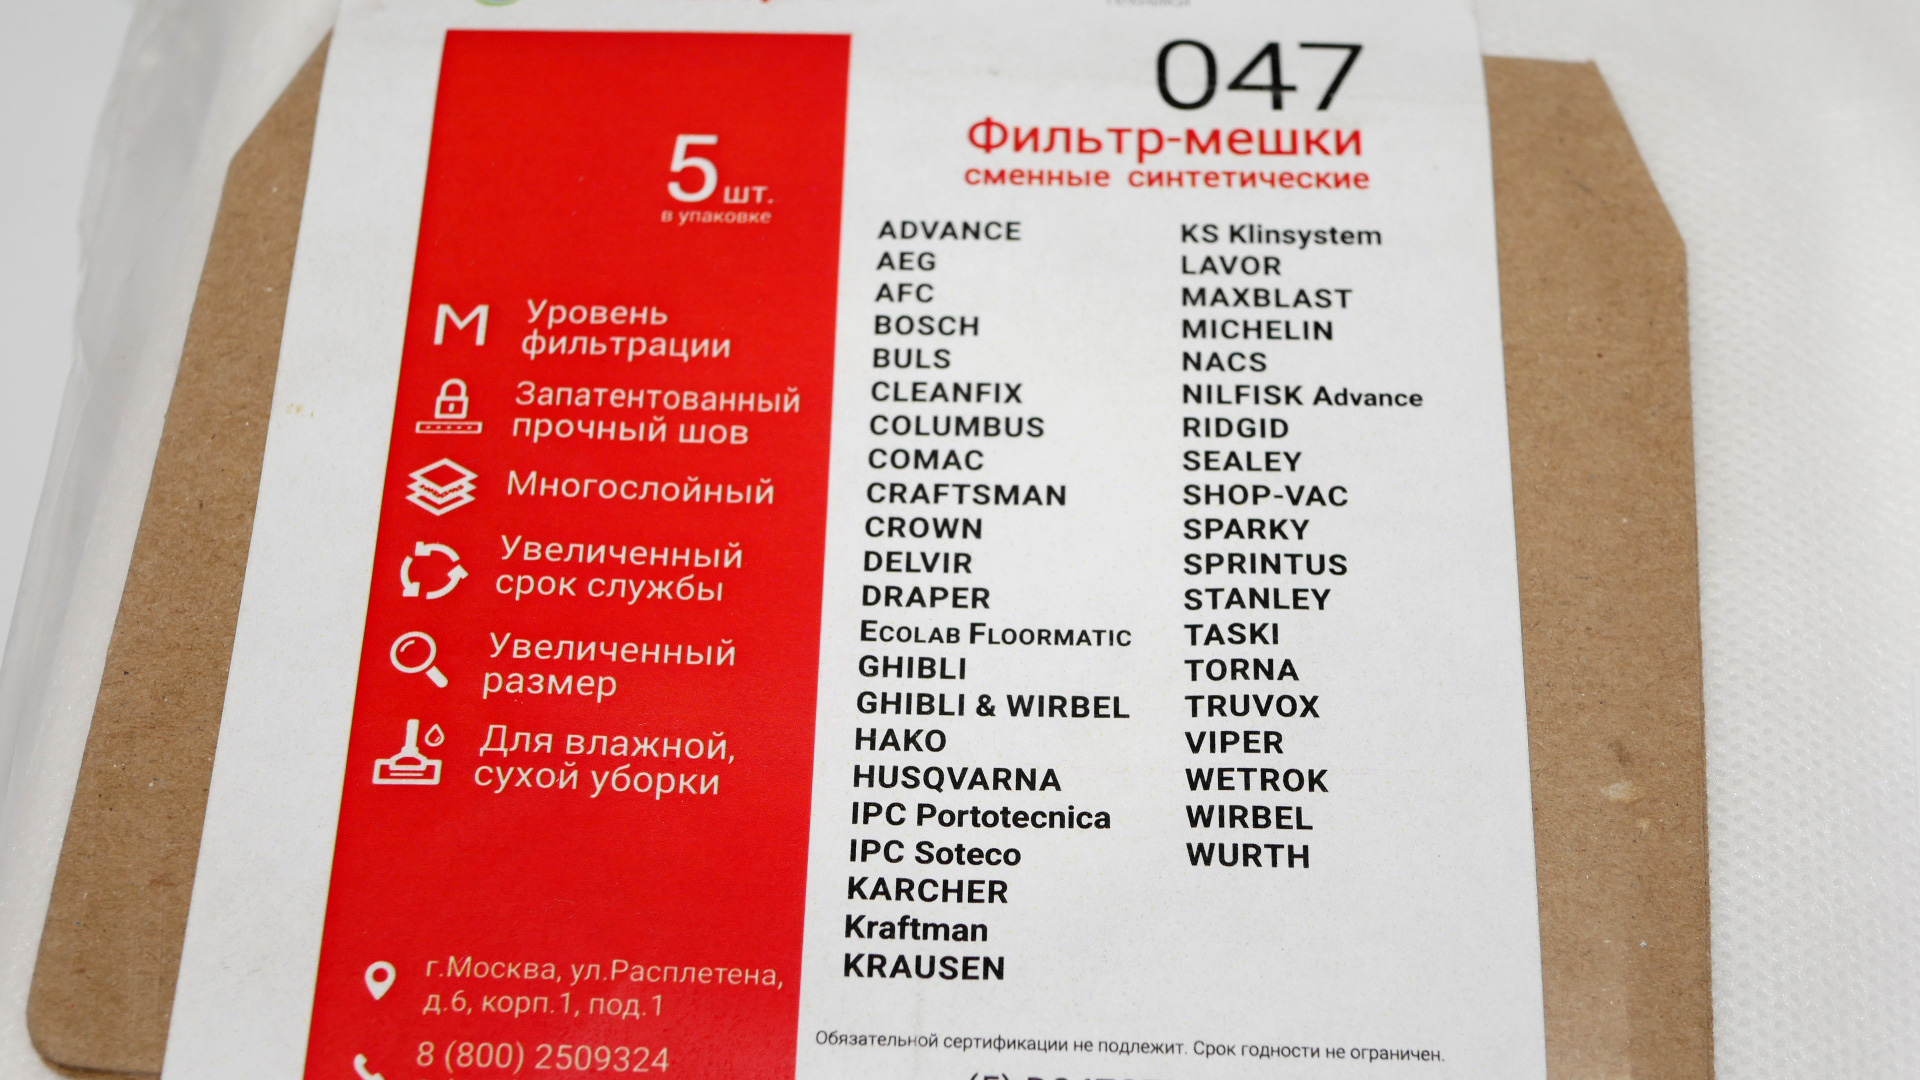 5 шт.
в упаковке
M Уровень
фильтрации
Запатентованный
прочный шов
Многослойный
Увеличенный
срок службы
Увеличенный
размер
Для влажной,
сухой уборки
г.Москва, ул.Расплетена,
д.6, корп.1, под.1
8 (800) 2509324
047
Фильтр-мешки
сменные синтетические
ADVANCE
AEG
AFC
BOSCH
BULS
CLEANFIX
COLUMBUS
COMAC
CRAFTSMAN
CROWN
DELVIR
DRAPER
ECOLAB FLOORMATIC
GHIBLI
GHIBLI & WIRBEL
HAKO
HUSQVARNA
IPC Portotecnica
IPC Soteco
KARCHER
Kraftman
KRAUSEN
KS Klinsystem
LAVOR
MAXBLAST
MICHELIN
NACS
NILFISK Advance
RIDGID
SEALEY
SHOP-VAC
SPARKY
SPRINTUS
STANLEY
TASKI
TORNA
TRUVOX
VIPER
WETROK
WIRBEL
WURTH
Обязательной сертификации не подлежит. Срок годности не ограничен.